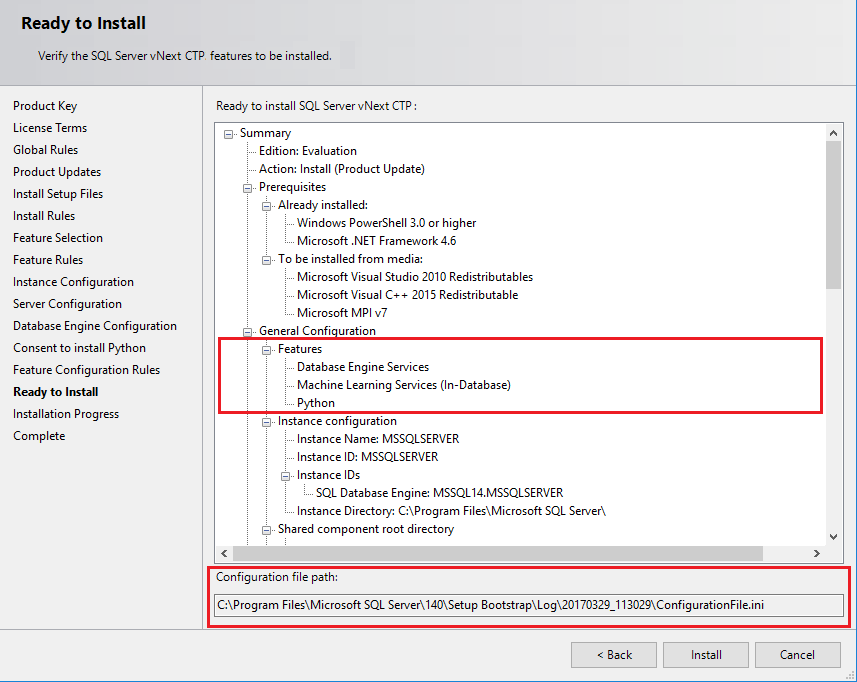 Ready to Install
Verify the SQL Server vNext CTP features to be installed.
Product Key
License Terms
Global Rules
Product Updates
Install Setup Files
Install Rules
Feature Selection
Feature Rules
Instance Configuration
Server Configuration
Database Engine Configuration
Consent to install Python
Feature Configuration Rules
Ready to Install
Installation Progress
Complete
Ready to install SQL Server vNext CTP :
Summary
Edition: Evaluation
Action: Install (Product Update)
Prerequisites
Already installed:
Windows PowerShell 3.0 or higher
Microsoft .NET Framework 4.6
To be installed from media:
Microsoft Visual Studio 2010 Redistributables
Microsoft Visual C++ 2015 Redistributable
Microsoft MPI v7
General Configuration
Features
Database Engine Services
Machine Learning Services (In-Database)
Python
Instance configuration
Instance Name: MSSQLSERVER
Instance ID: MSSQLSERVER
Instance IDs
SQL Database Engine: MSSQL14.MSSQLSERVER
Instance Directory: C:\Program Files\Microsoft SQL Server\
Shared component root directory
Configuration file path:
C:\Program Files\Microsoft SQL Server\140\Setup Bootstrap\Log\20170329_113029\ConfigurationFile.ini
< Back
Install
Cancel